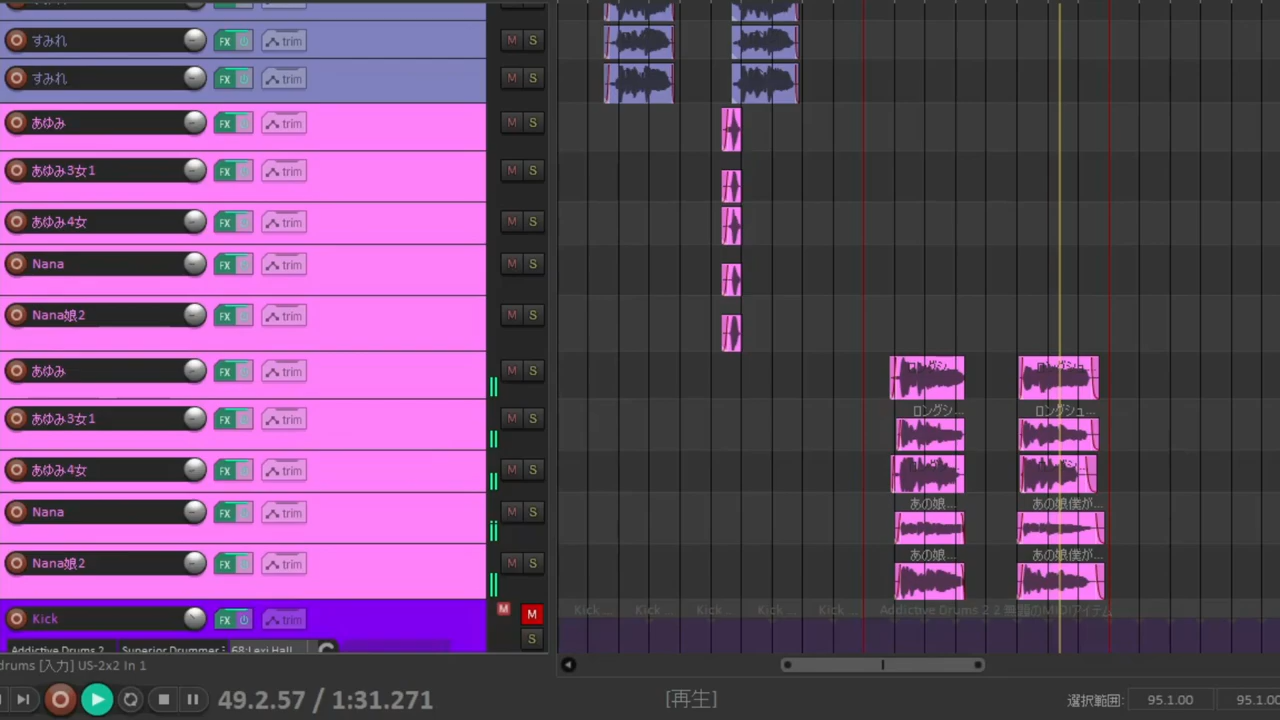 すみれ FX trim M S
すみれ FX trim M S
あゆみ FX trim M S
あゆみ3女1 FX trim M S
あゆみ4女 FX trim M S
Nana FX trim M S
Nana娘2 FX trim M S
あゆみ FX trim M S
ロングシ...
ロングシュ...
あゆみ3女1 FX trim M S
あゆみ4女 FX trim M S
あの娘...
あの娘僕が...
Nana FX trim M S
あの娘...
あの娘僕が...
Nana娘2 FX trim M S
Kick FX trim M M S
Kick ...
Kick ...
Kick ...
Kick ...
Kick ...
Addictive Drums 2 2 無題のMIDIアイテム
Addictive Drums 2
Superior Drummer
68:Lexi Hall
drums [入力] US-2x2 In 1
49.2.57 / 1:31.271
[再生]
選択範囲: 95.1.00 95.1.00